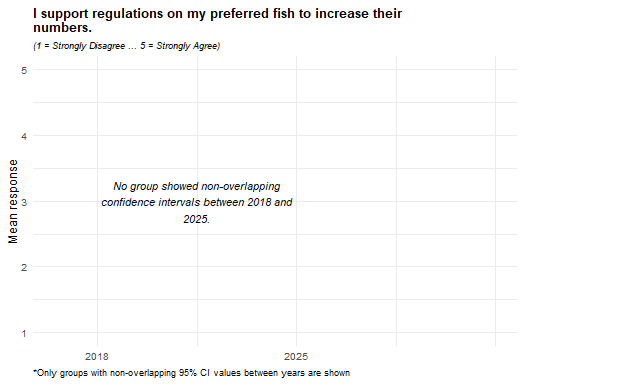 I support regulations on my preferred fish to increase their
numbers.
(1 = Strongly Disagree ... 5 = Strongly Agree)
5
4
3
2
1
Mean response
No group showed non-overlapping
confidence intervals between 2018 and
2025.
2018
2025
*Only groups with non-overlapping 95% CI values between years are shown